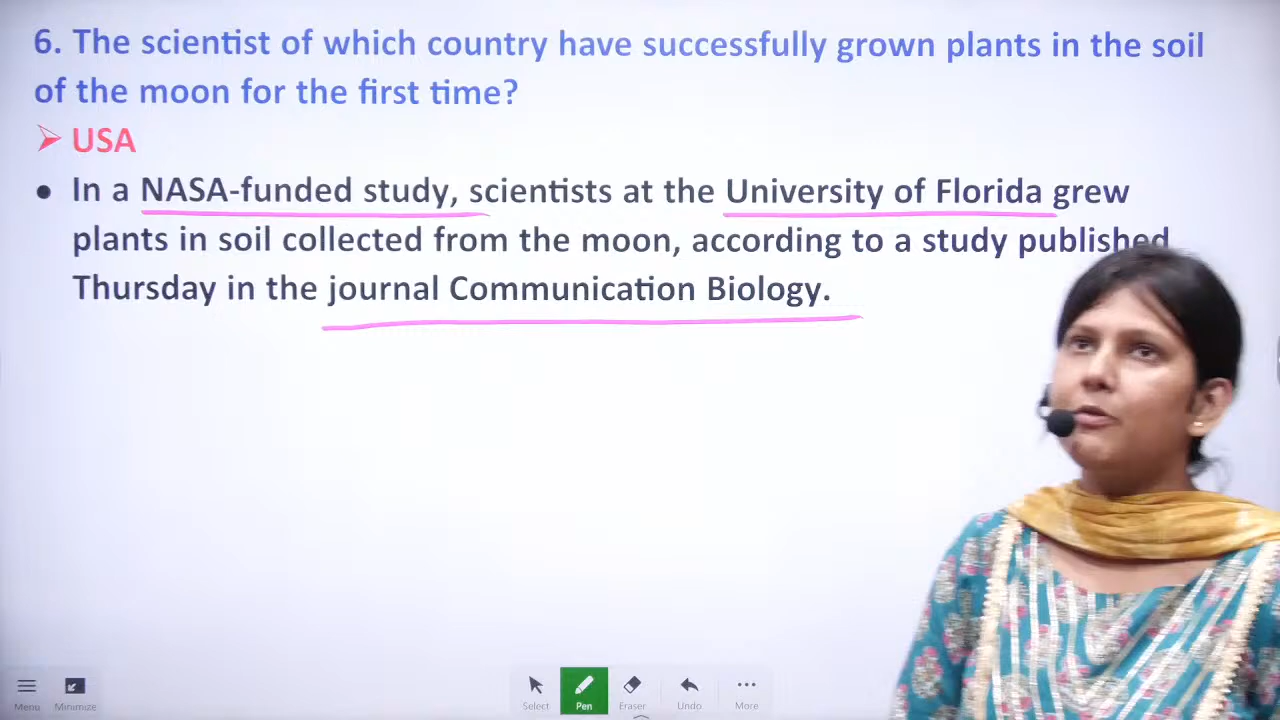 6. The scientist of which country have successfully grown plants in the soil
of the moon for the first time?
USA
In a NASA-funded study, scientists at the University of Florida grew
plants in soil collected from the moon, according to a study published
Thursday in the journal Communication Biology.
Menu
Minimize
Select
Pen
Eraser
Undo
More